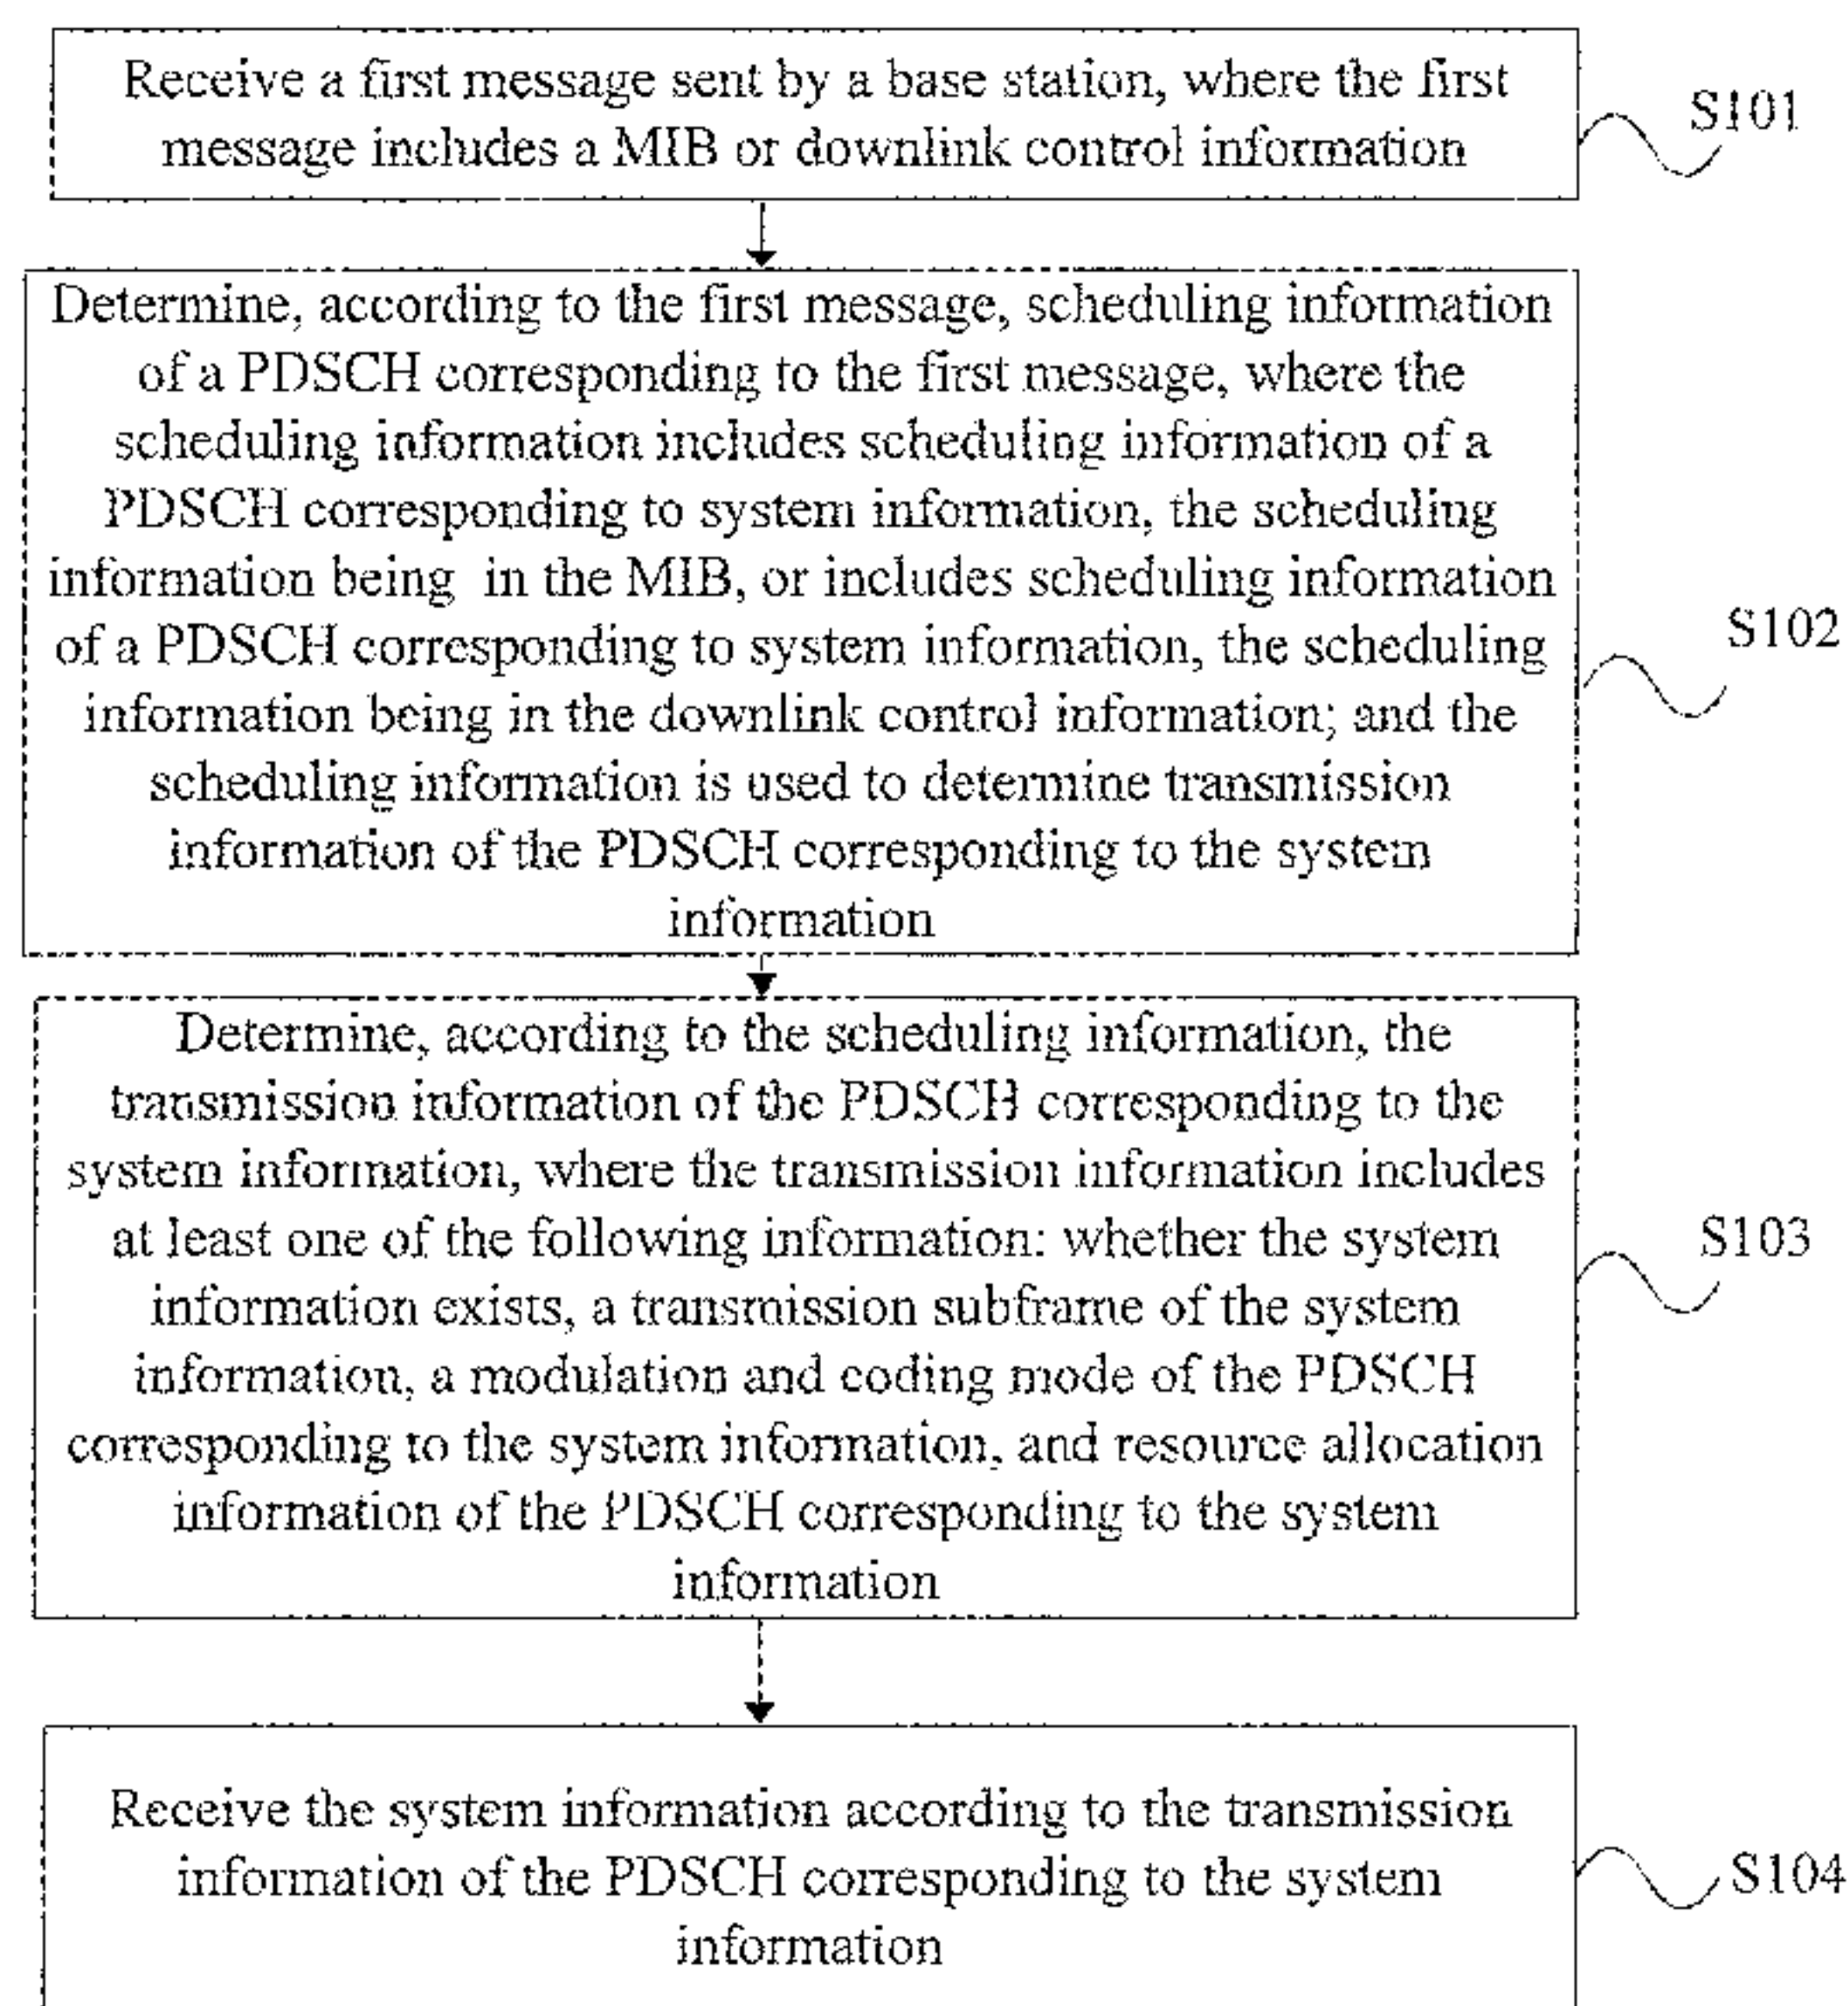 Receive a first message sent by a base station, where the first
message includes a MIB or downlink control information
S101
Determine, according to the first message, scheduling information
of a PDSCH corresponding to the first message, where the
scheduling information includes scheduling information of a
PDSCH corresponding to system information, the scheduling
information being in the MIB, or includes scheduling information
of a PDSCH corresponding to system information, the scheduling
information being in the downlink control information; and the
scheduling information is used to determine transmission
information of the PDSCH corresponding to the system
information
S102
Determine, according to the scheduling information, the
transmission information of the PDSCH corresponding to the
system information, where the transmission information includes
at least one of the following information: whether the system
information exists, a transmission subframe of the system
information, a modulation and coding mode of the PDSCH
corresponding to the system information, and resource allocation
information of the PDSCH corresponding to the system
information
S103
Receive the system information according to the transmission
information of the PDSCH corresponding to the system
information
S104